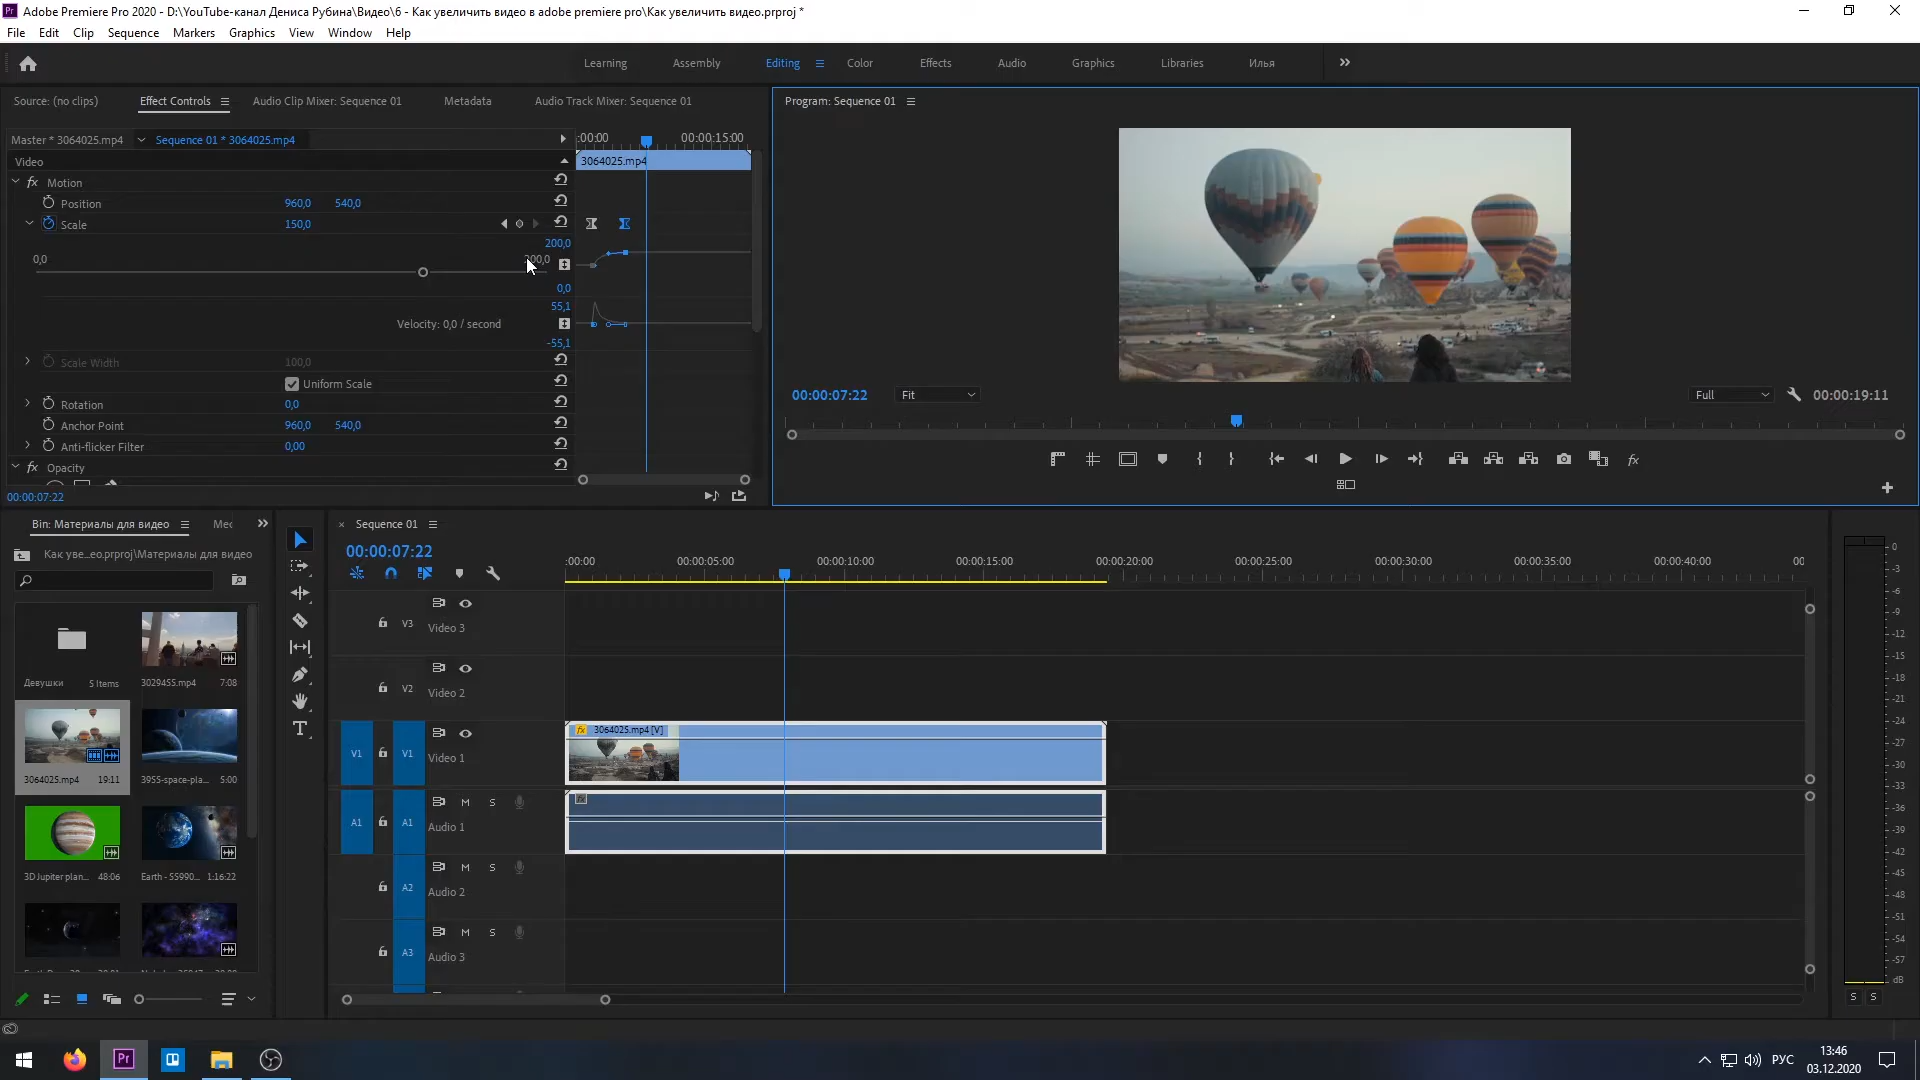 Adobe Premiere Pro 2020 - D:\YouTube-канал Дениса Рубина\Видео\6 - Как увеличить видео в adobe premiere pro\Как увеличить видео.prproj *
File Edit Clip Sequence Markers Graphics View Window Help
Learning Assembly Editing Color Effects Audio Graphics Libraries Илья
Source: (no clips) Effect Controls Audio Clip Mixer: Sequence 01 Metadata Audio Track Mixer: Sequence 01
Master * 3064025.mp4 Sequence 01 * 3064025.mp4
:00:00 00:00:15:00
Video
3064025.mp4
fx Motion
Position 960,0 540,0
Scale 150,0
200,0
0,0 200,0
0,0
55,1
Velocity: 0,0 / second
-55,1
Scale Width 100,0
Uniform Scale
Rotation 0,0
Anchor Point 960,0 540,0
Anti-flicker Filter 0,00
fx Opacity
00:00:07:22
Program: Sequence 01
00:00:07:22 Fit Full 00:00:19:11
fx
Bin: Материалы для видео
Как уве...eo.prproj\Материалы для видео
Девушки 5 Items
3029455.mp4 7:08
3064025.mp4 19:11
3955-space-pla... 5:00
3D Jupiter plan... 48:06
Earth - 55990... 1:16:22
Sequence 01
00:00:07:22
:00:00 00:00:05:00 00:00:10:00 00:00:15:00 00:00:20:00 00:00:25:00 00:00:30:00 00:00:35:00 00:00:40:00 00
V3 Video 3
V2 Video 2
fx 3064025.mp4 [V]
V1 V1 Video 1
M S
A1 A1 Audio 1
M S
A2 Audio 2
M S
A3 Audio 3
0
-3
-6
-9
-12
-15
-18
-21
-24
-27
-30
-33
-36
-39
-42
-45
-48
-51
-54
-57
dB
S S
Pr
РУС
13:46
03.12.2020